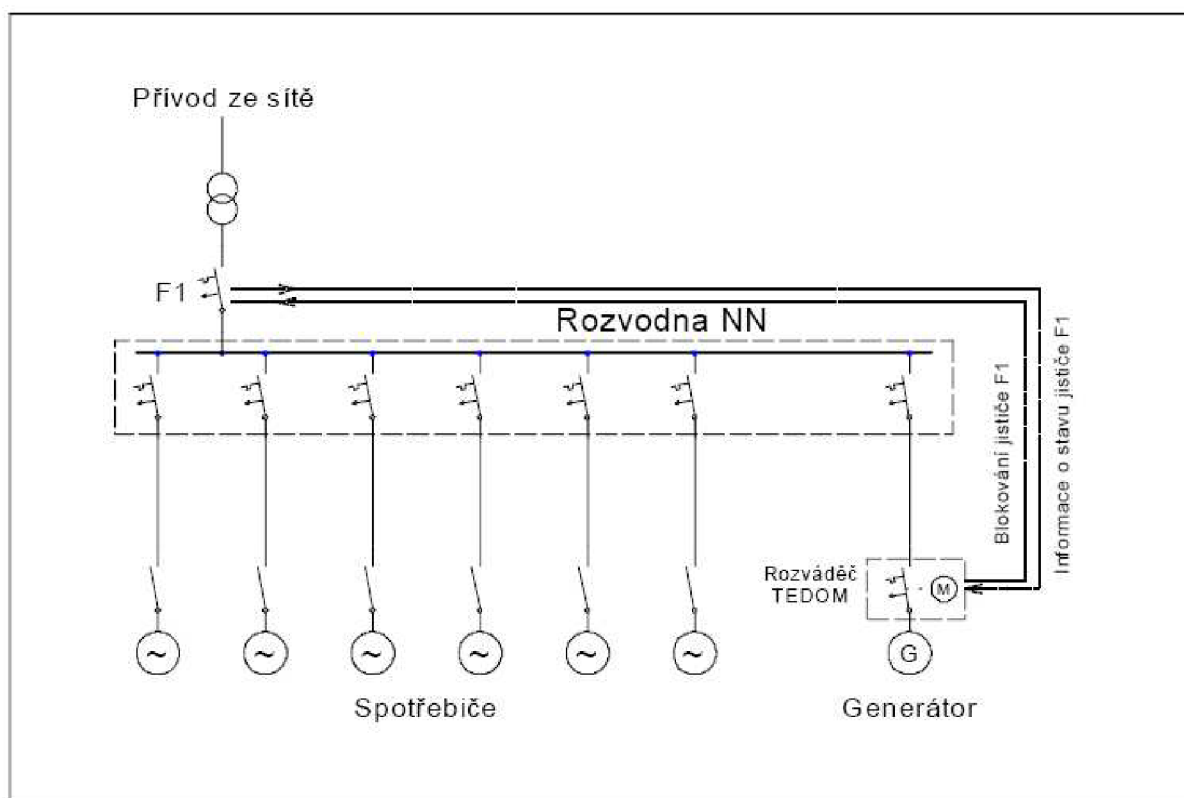 Přívod ze sítě
F1
Rozvodna NN
Blokování jističe F1
Informace o stavu jističe F1
Rozváděč
TEDOM
M
~
~
~
~
~
~
G
Spotřebiče
Generátor